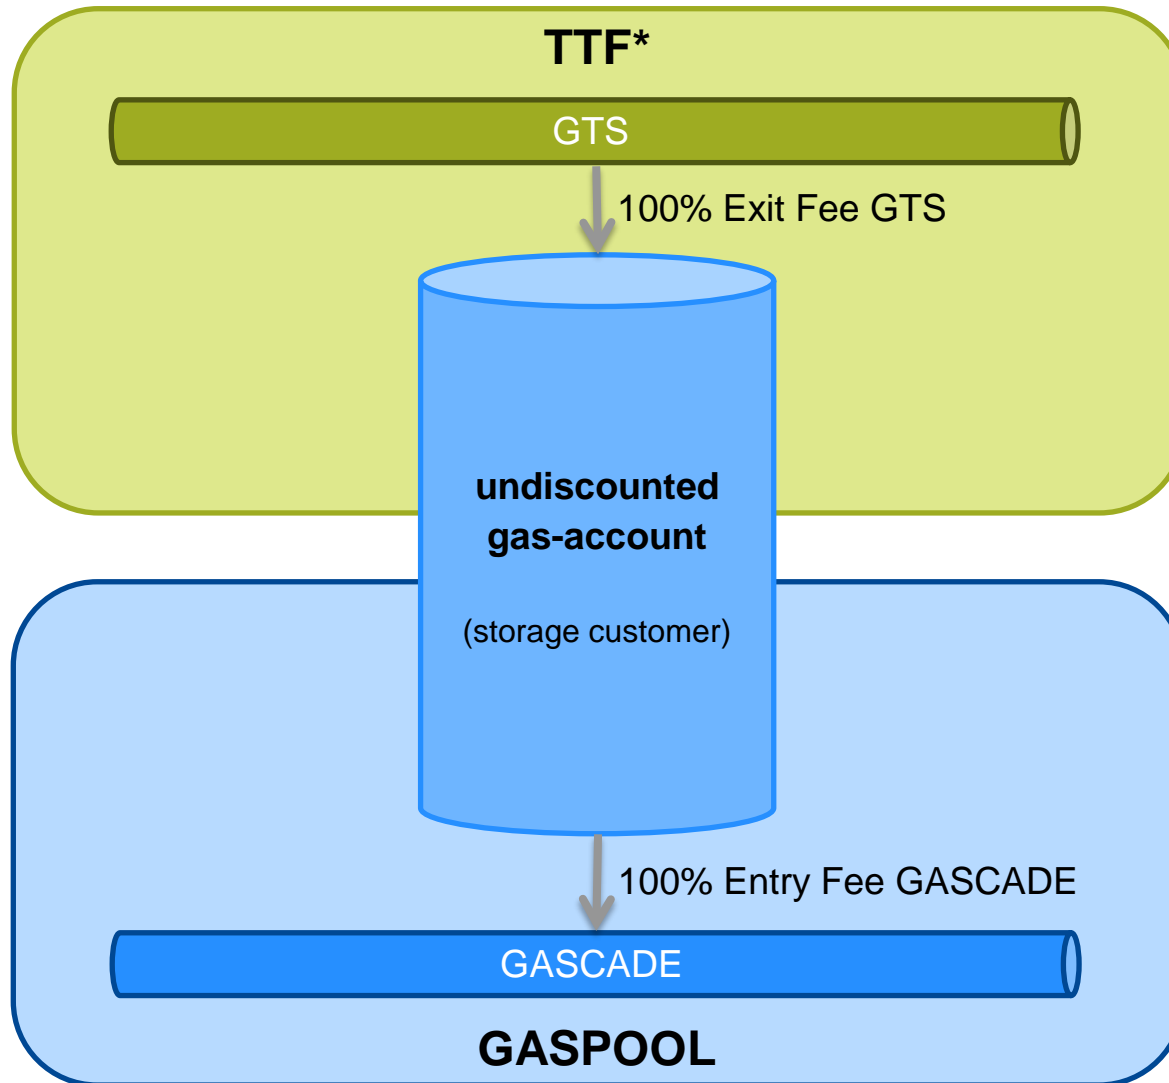 TTF*
GTS
100% Exit Fee GTS
undiscounted
gas-account
(storage customer)
100% Entry Fee GASCADE
GASCADE
GASPOOL